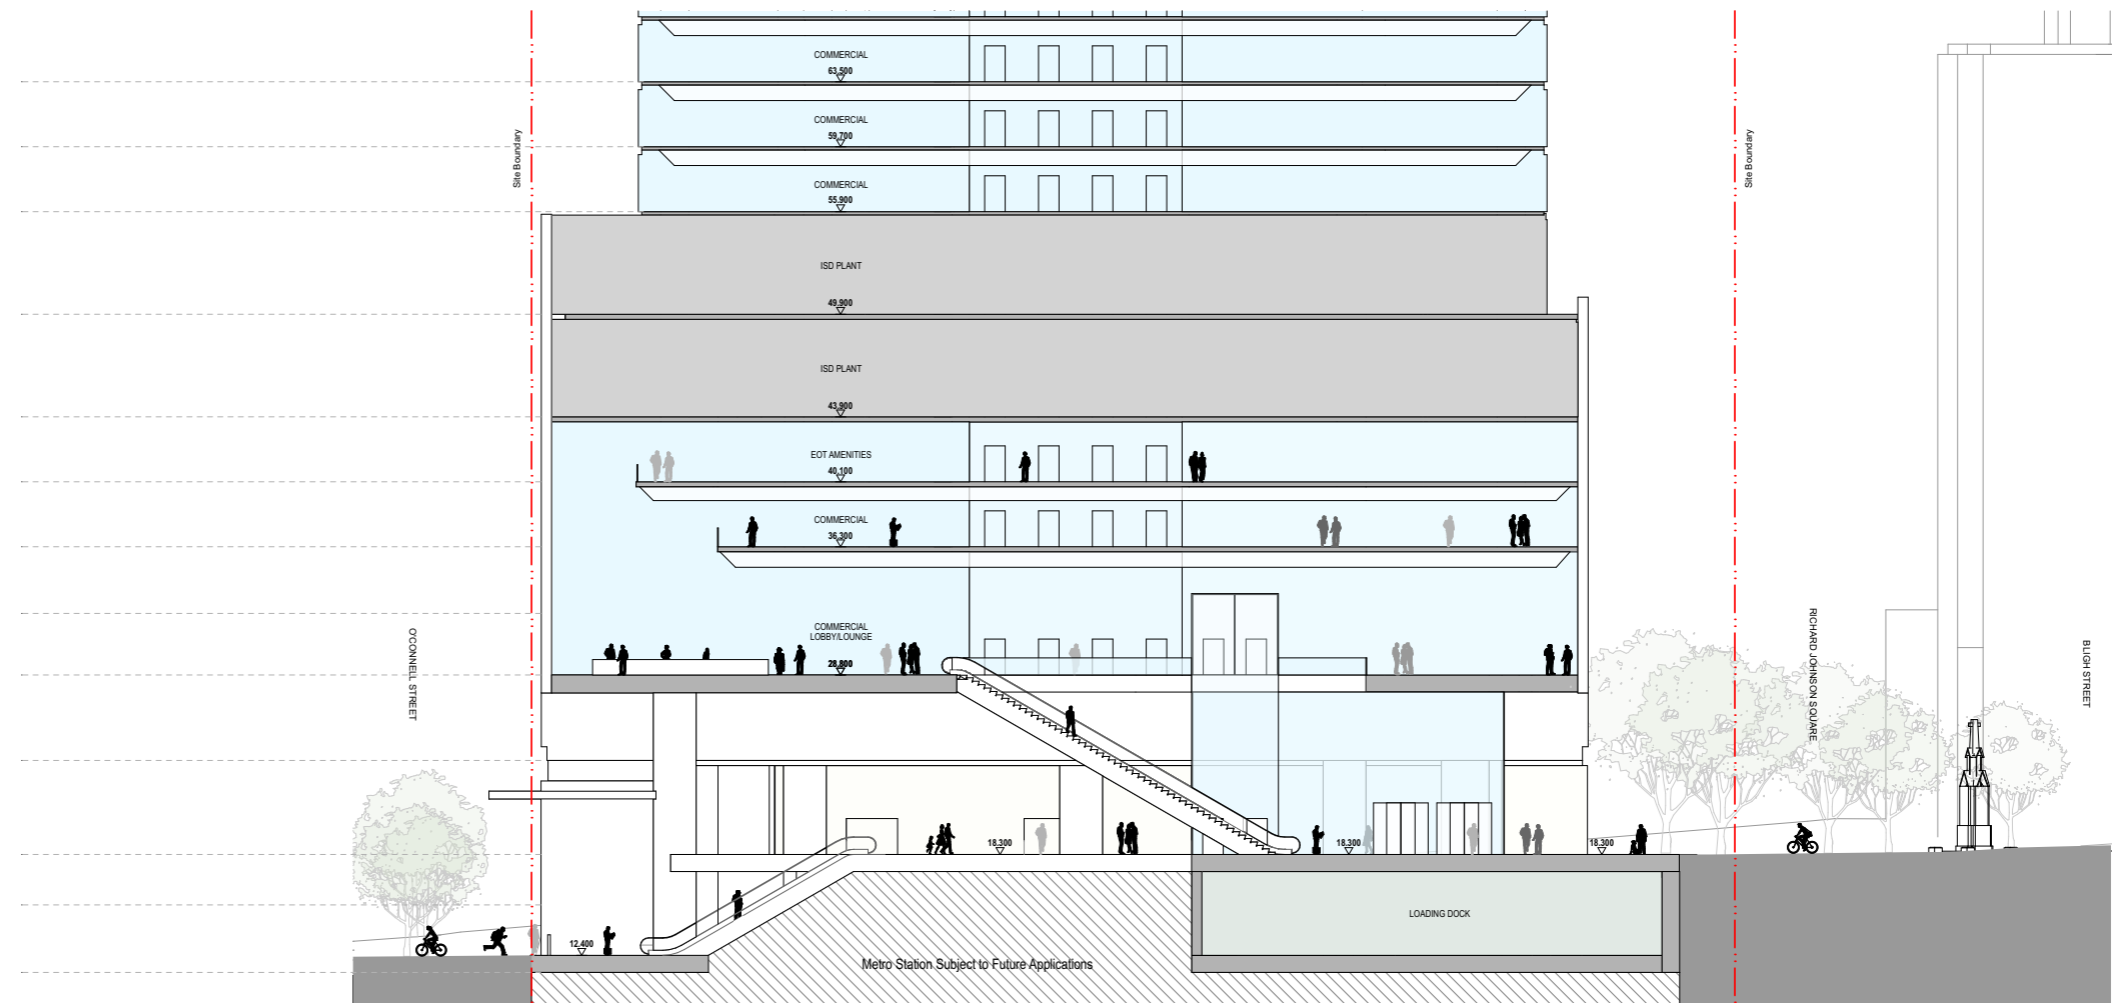 COMMERCIAL
63,500
COMMERCIAL
59,700
Site Boundary
Site Boundary
COMMERCIAL
55,900
ISD PLANT
49,900
ISD PLANT
43,900
EOT AMENITIES
40,100
COMMERCIAL
36,300
COMMERCIAL
LOBBY/LOUNGE
28,800
O'CONNELL STREET
RICHARD JOHNSON SQUARE
BLIGH STREET
18.300
18.300
18.300
LOADING DOCK
12,400
Metro Station Subject to Future Applications